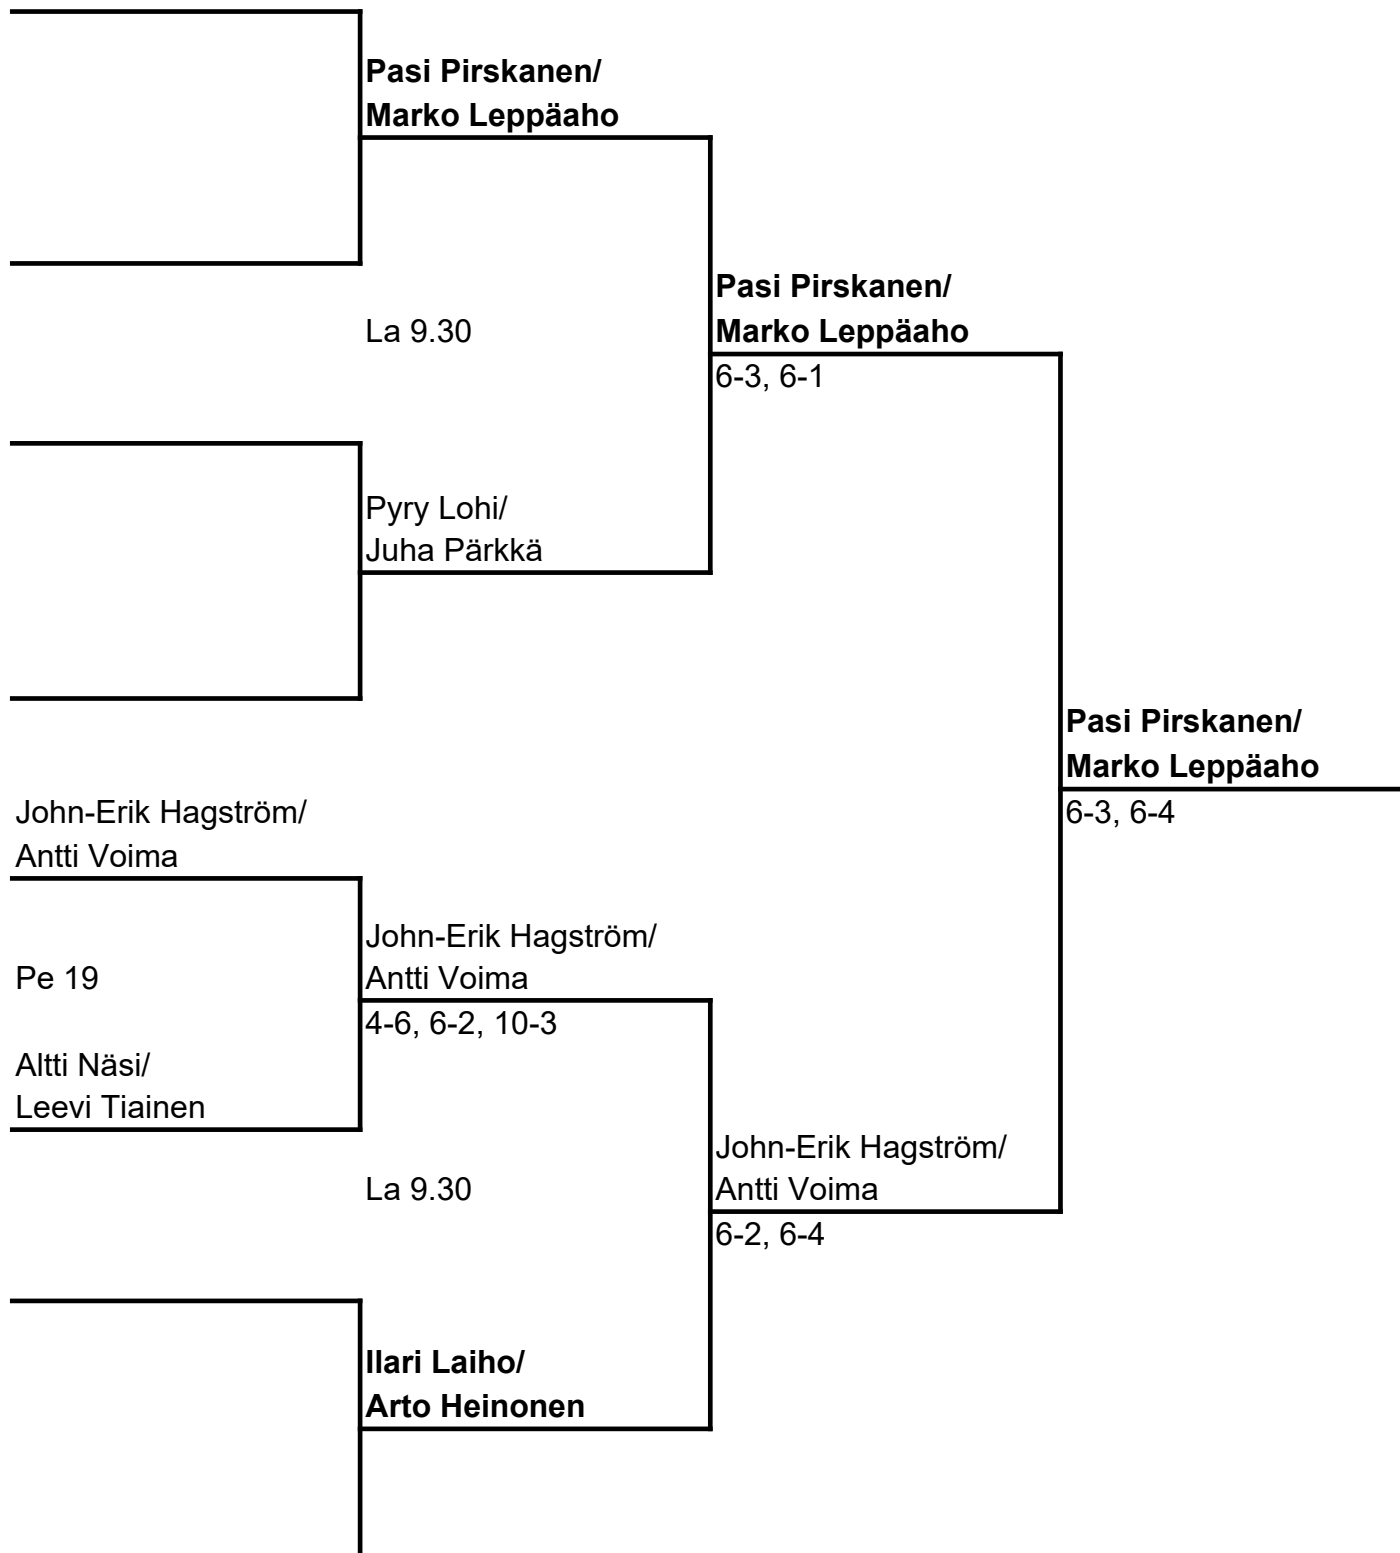 Pasi Pirskanen/
Marko Leppäaho
Pasi Pirskanen/
La 9.30
Marko Leppäaho
6-3, 6-1
Pyry Lohi/
Juha Pärkkä
Pasi Pirskanen/
Marko Leppäaho
John-Erik Hagström/
6-3, 6-4
Antti Voima
John-Erik Hagström/
Pe 19
Antti Voima
4-6, 6-2, 10-3
Altti Näsi/
Leevi Tiainen
John-Erik Hagström/
La 9.30
Antti Voima
6-2, 6-4
Ilari Laiho/
Arto Heinonen